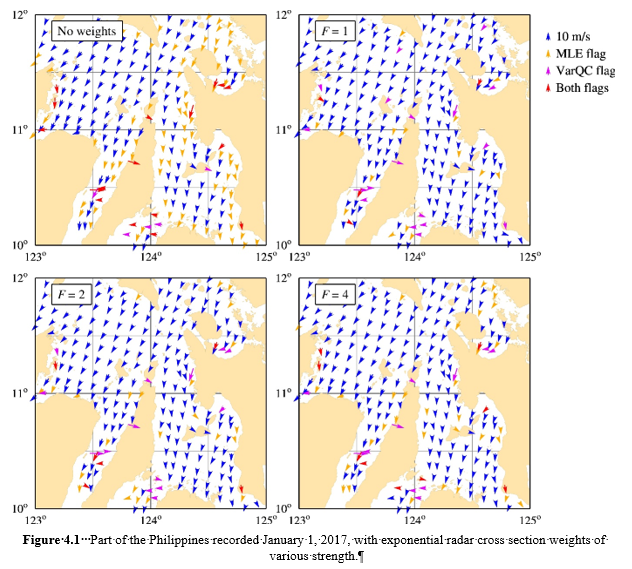 12°
No weights
11°
10°
123°
124°
125°
12°
F = 1
11°
10°
123°
124°
125°
10 m/s
MLE flag
VarQC flag
Both flags
12°
F = 2
11°
10°
123°
124°
125°
12°
F = 4
11°
10°
123°
124°
125°
Figure·4.1···Part·of·the·Philippines·recorded·January·1,·2017,·with·exponential·radar·cross·section·weights·of·
various·strength.¶